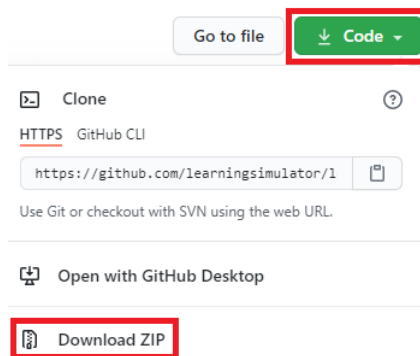 Go to file
Code
Clone
HTTPS GitHub CLI
https://github.com/learningsimulator/l
Use Git or checkout with SVN using the web URL.
Open with GitHub Desktop
Download ZIP